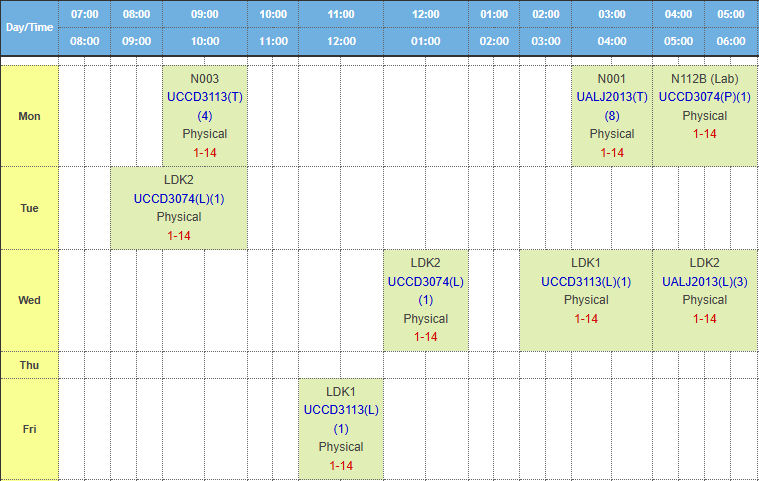 Day/Time 07:00 08:00 09:00 10:00 11:00 12:00 01:00 02:00 03:00 04:00 05:00
08:00 09:00 10:00 11:00 12:00 01:00 02:00 03:00 04:00 05:00 06:00
Mon
N003
UCCD3113(T)
(4)
Physical
1-14
N001
UALJ2013(T)
(8)
Physical
1-14
N112B (Lab)
UCCD3074(P)(1)
Physical
1-14
Tue
LDK2
UCCD3074(L)(1)
Physical
1-14
Wed
LDK2
UCCD3074(L)
(1)
Physical
1-14
LDK1
UCCD3113(L)(1)
Physical
1-14
LDK2
UALJ2013(L)(3)
Physical
1-14
Thu
Fri
LDK1
UCCD3113(L)
(1)
Physical
1-14